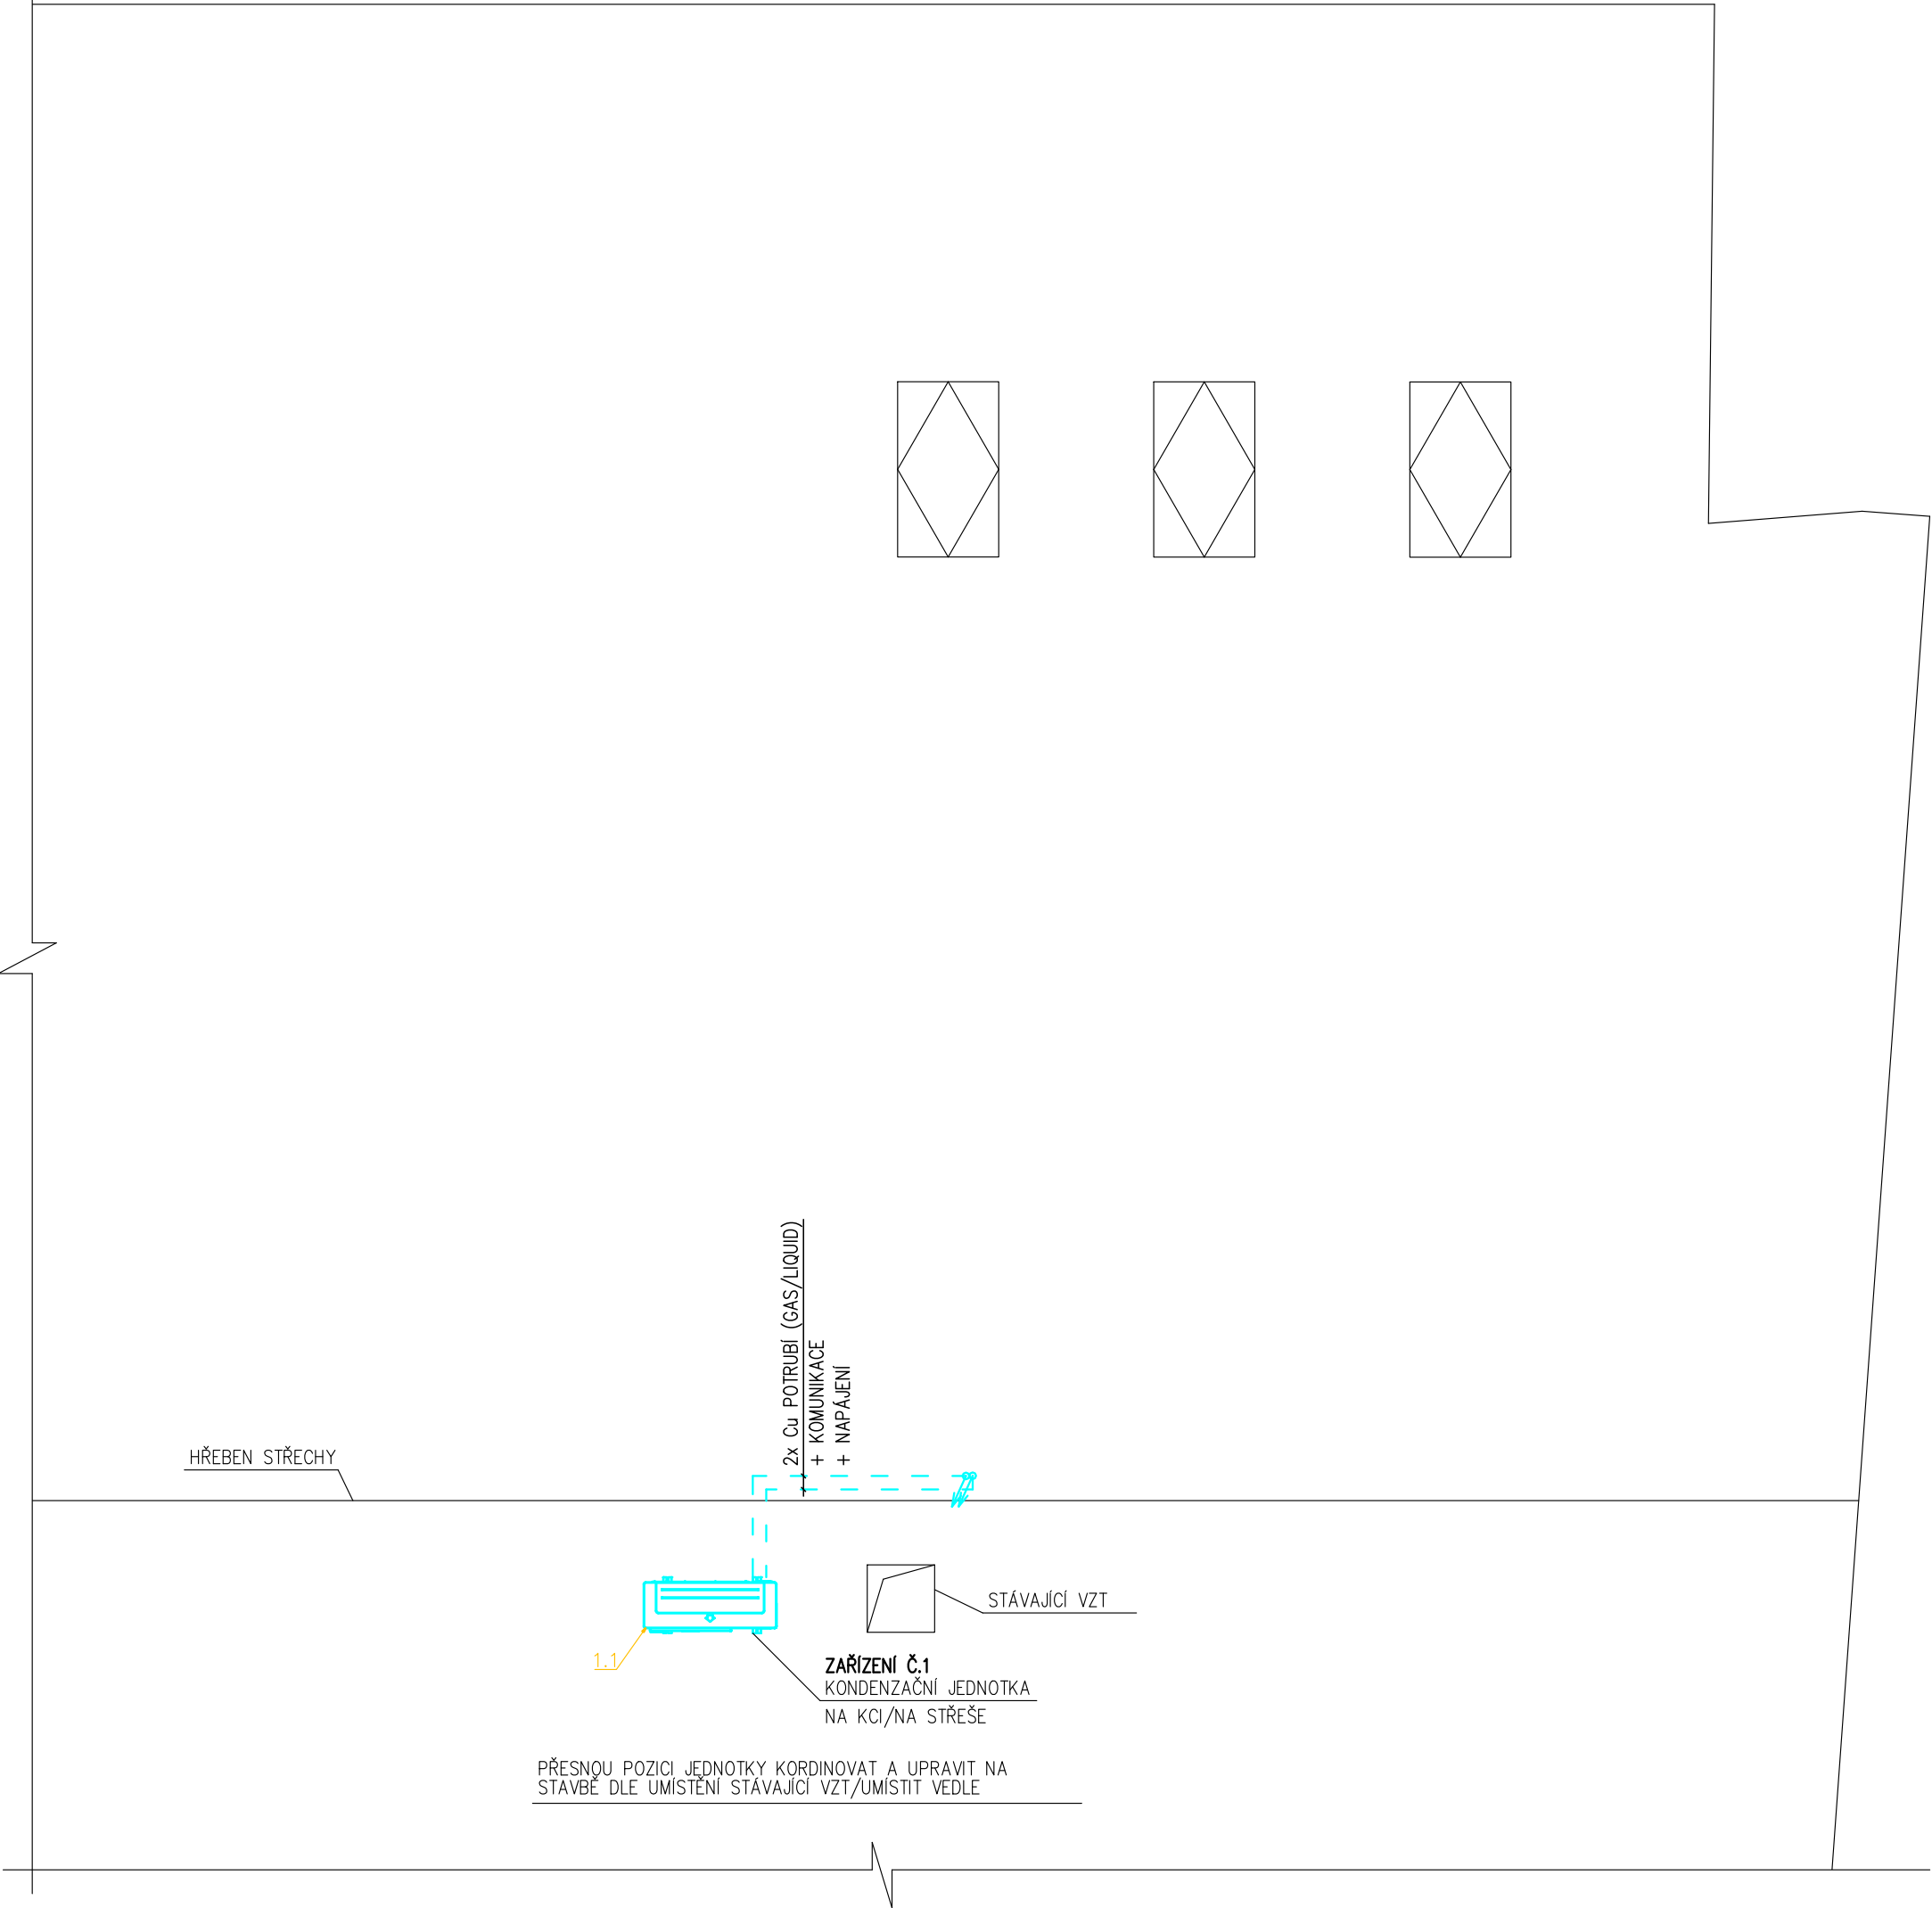 2x Cu POTRUBÍ (GAS/LIQUID)
+ KOMUNIKACE
+ NAPÁJENÍ
HŘEBEN STŘECHY
STÁVAJÍCÍ VZT
1.1
ZAŘÍZENÍ Č.1
KONDENZAČNÍ JEDNOTKA
NA KCI/NA STŘEŠE
PŘESNOU POZICI JEDNOTKY KORDINOVAT A UPRAVIT NA
STAVBĚ DLE UMÍSTĚNÍ STÁVAJÍCÍ VZT/UMÍSTIT VEDLE